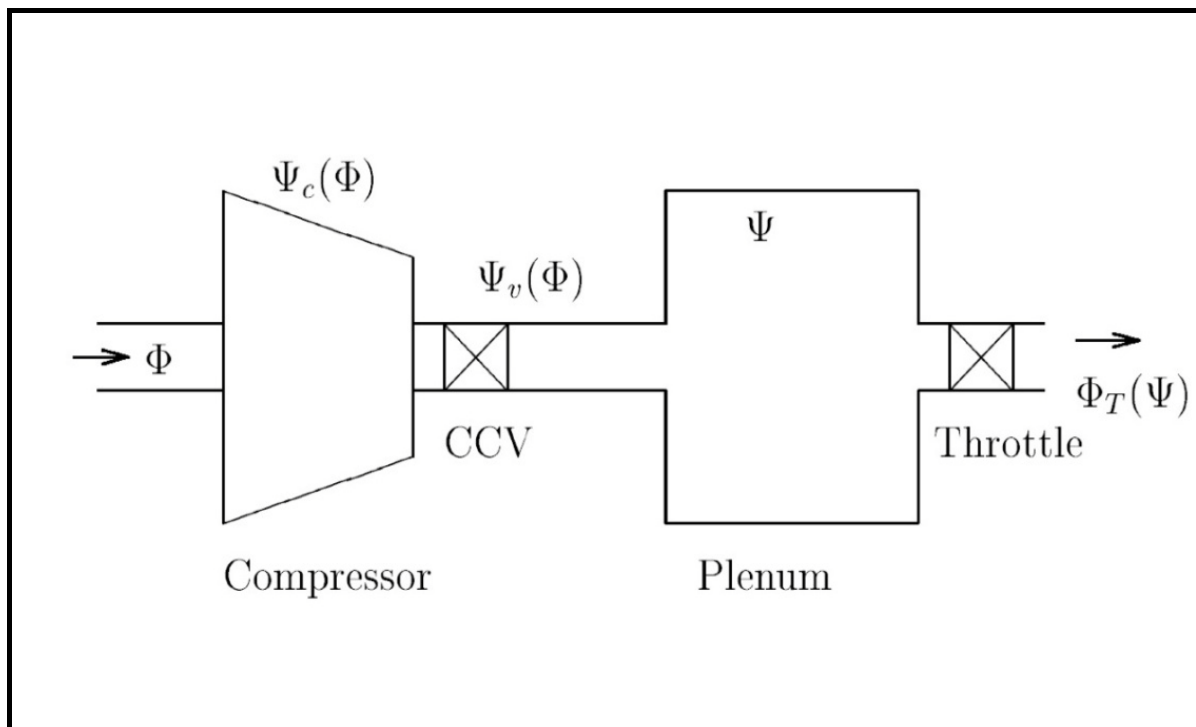 Ψ_c(Φ)
Ψ
Ψ_v(Φ)
Φ
Φ_T(Ψ)
CCV
Throttle
Compressor
Plenum